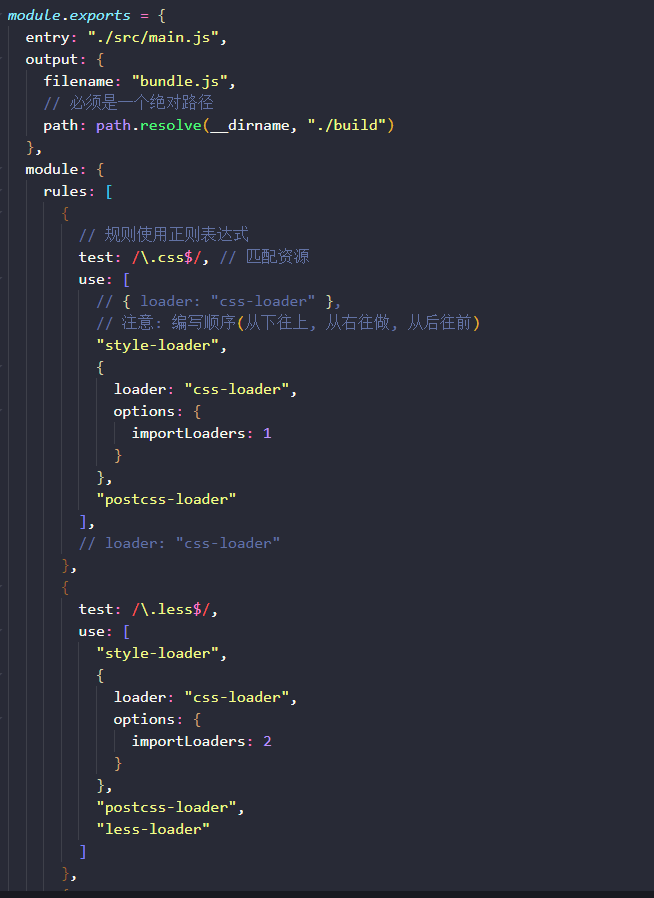 module.exports = {
  entry: "./src/main.js",
  output: {
    filename: "bundle.js",
    // 必须是一个绝对路径
    path: path.resolve(__dirname, "./build")
  },
  module: {
    rules: [
      {
        // 规则使用正则表达式
        test: /\.css$/, // 匹配资源
        use: [
          // { loader: "css-loader" },
          // 注意: 编写顺序(从下往上, 从右往做, 从后往前)
          "style-loader",
          {
            loader: "css-loader",
            options: {
              importLoaders: 1
            }
          },
          "postcss-loader"
        ],
        // loader: "css-loader"
      },
      {
        test: /\.less$/,
        use: [
          "style-loader",
          {
            loader: "css-loader",
            options: {
              importLoaders: 2
            }
          },
          "postcss-loader",
          "less-loader"
        ]
      },